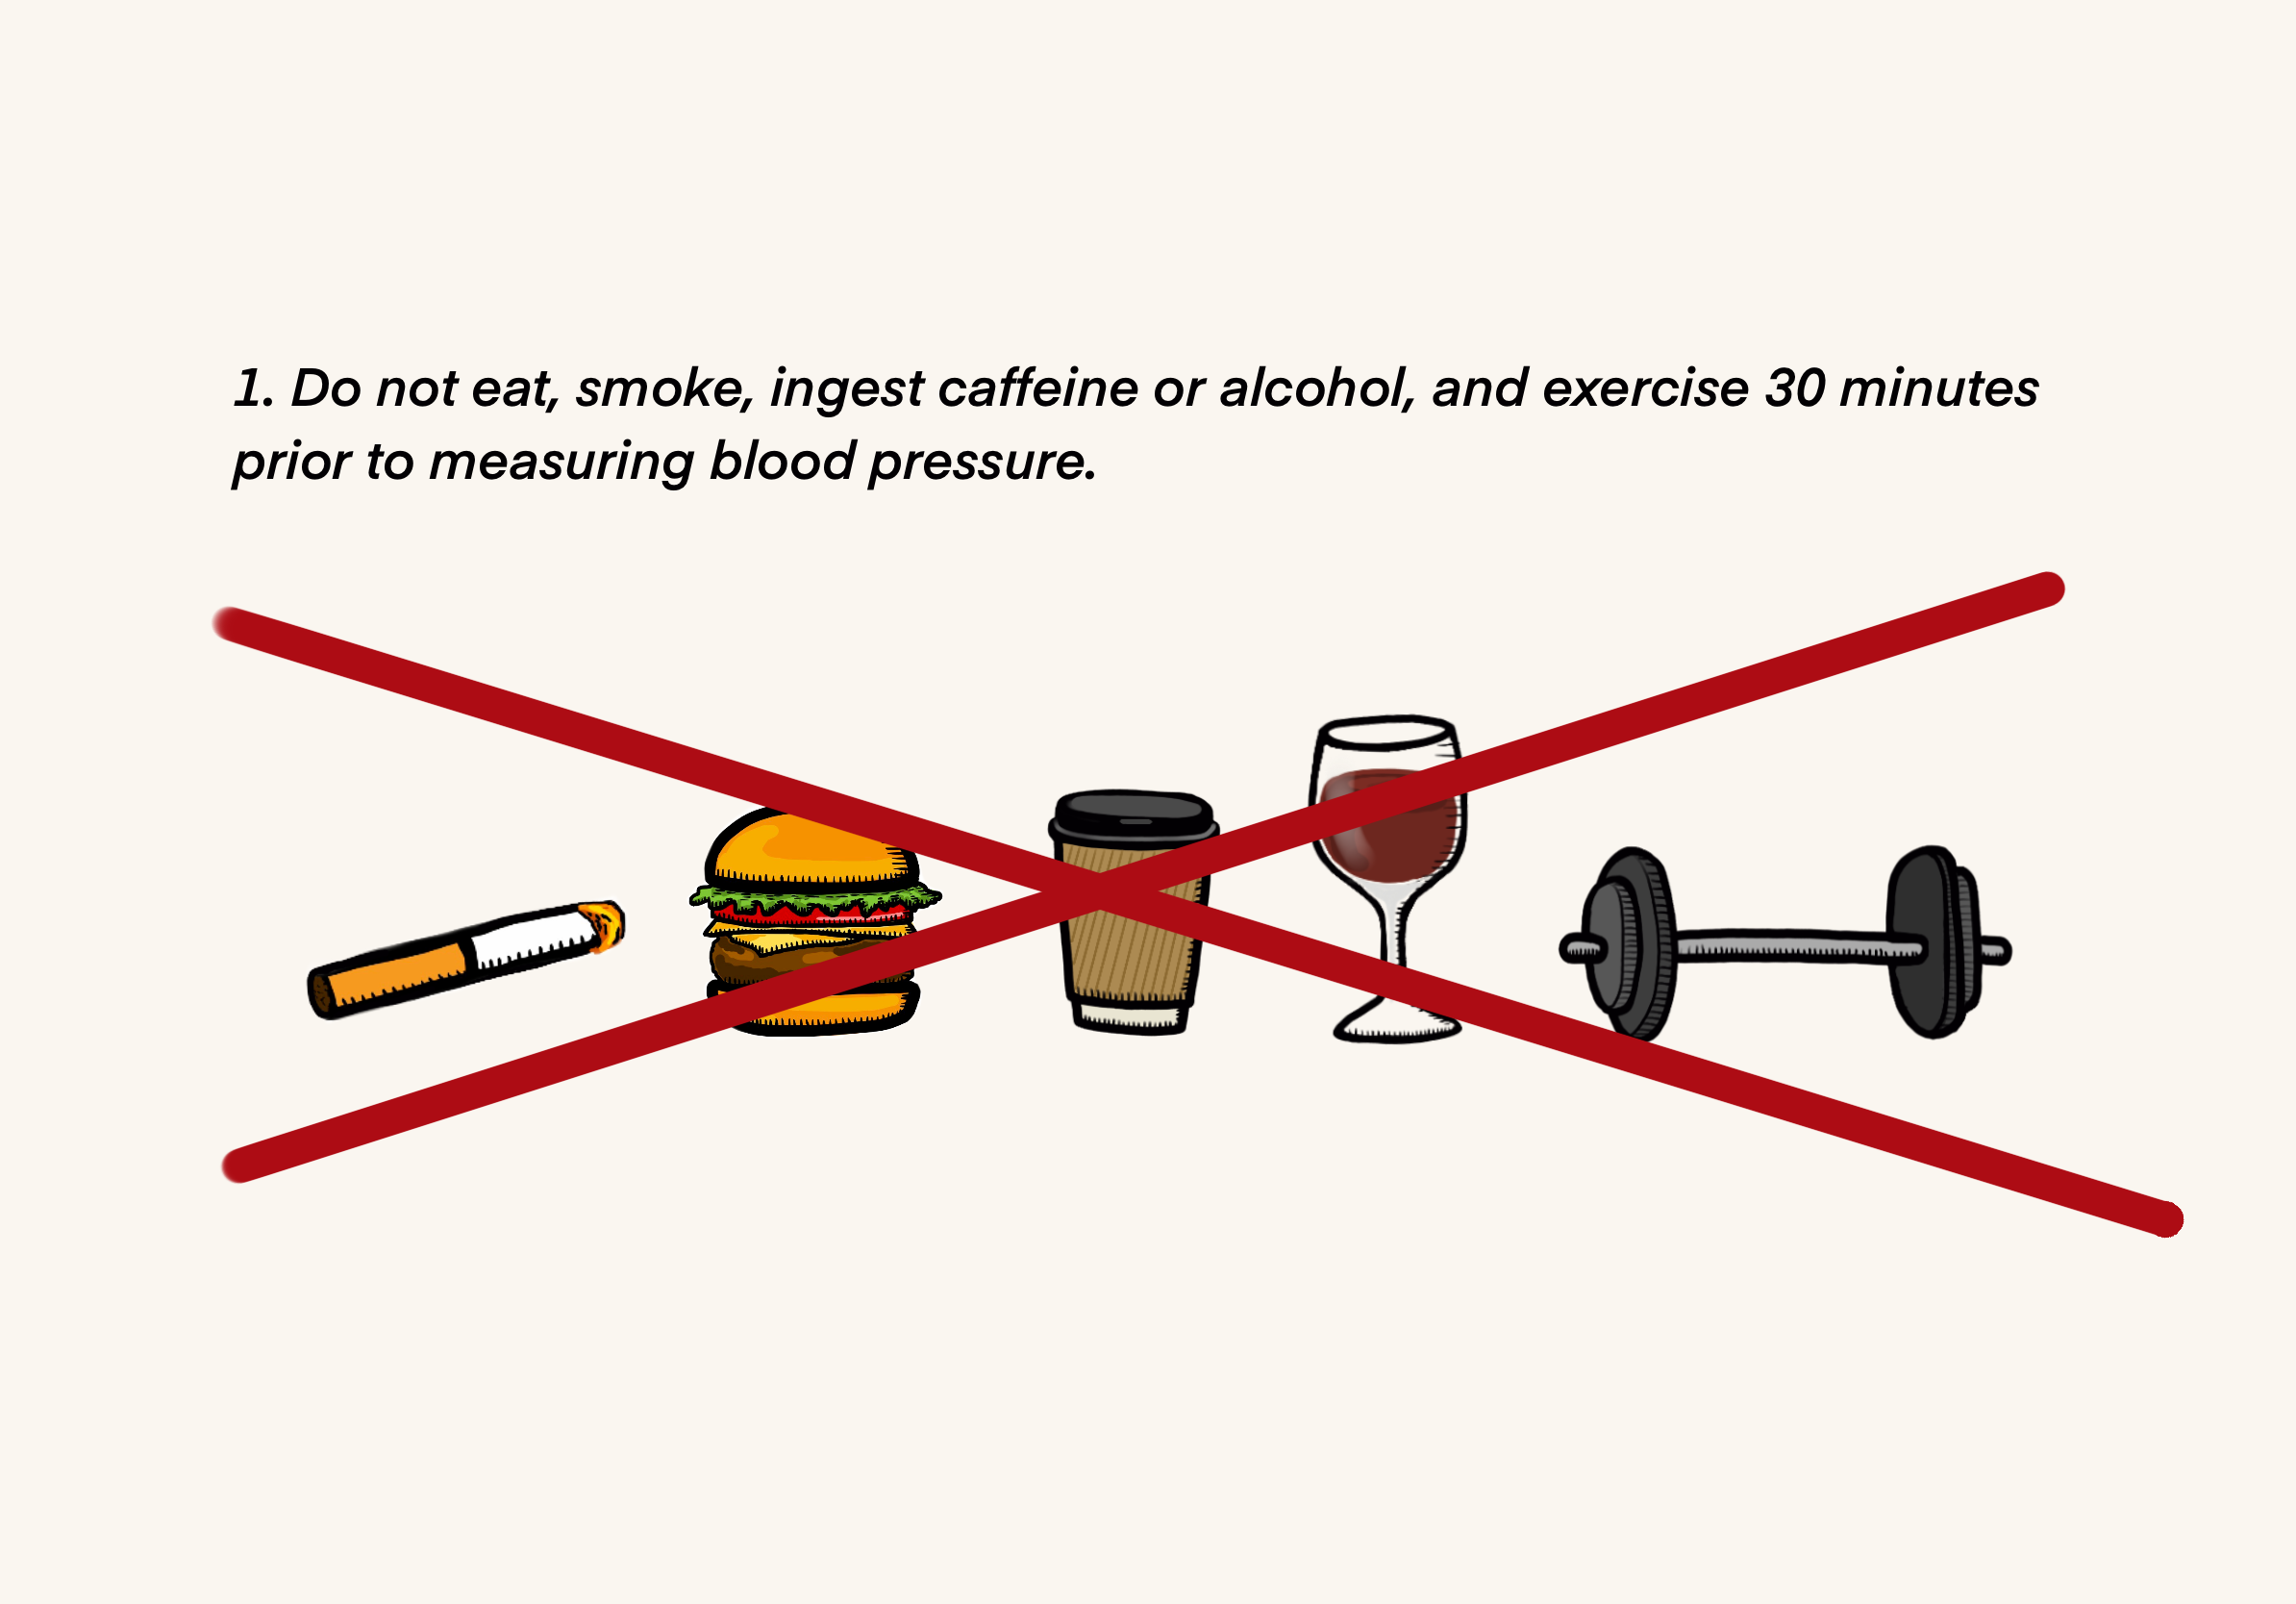 1. Do not eat, smoke, ingest caffeine or alcohol, and exercise 30 minutes
prior to measuring blood pressure.